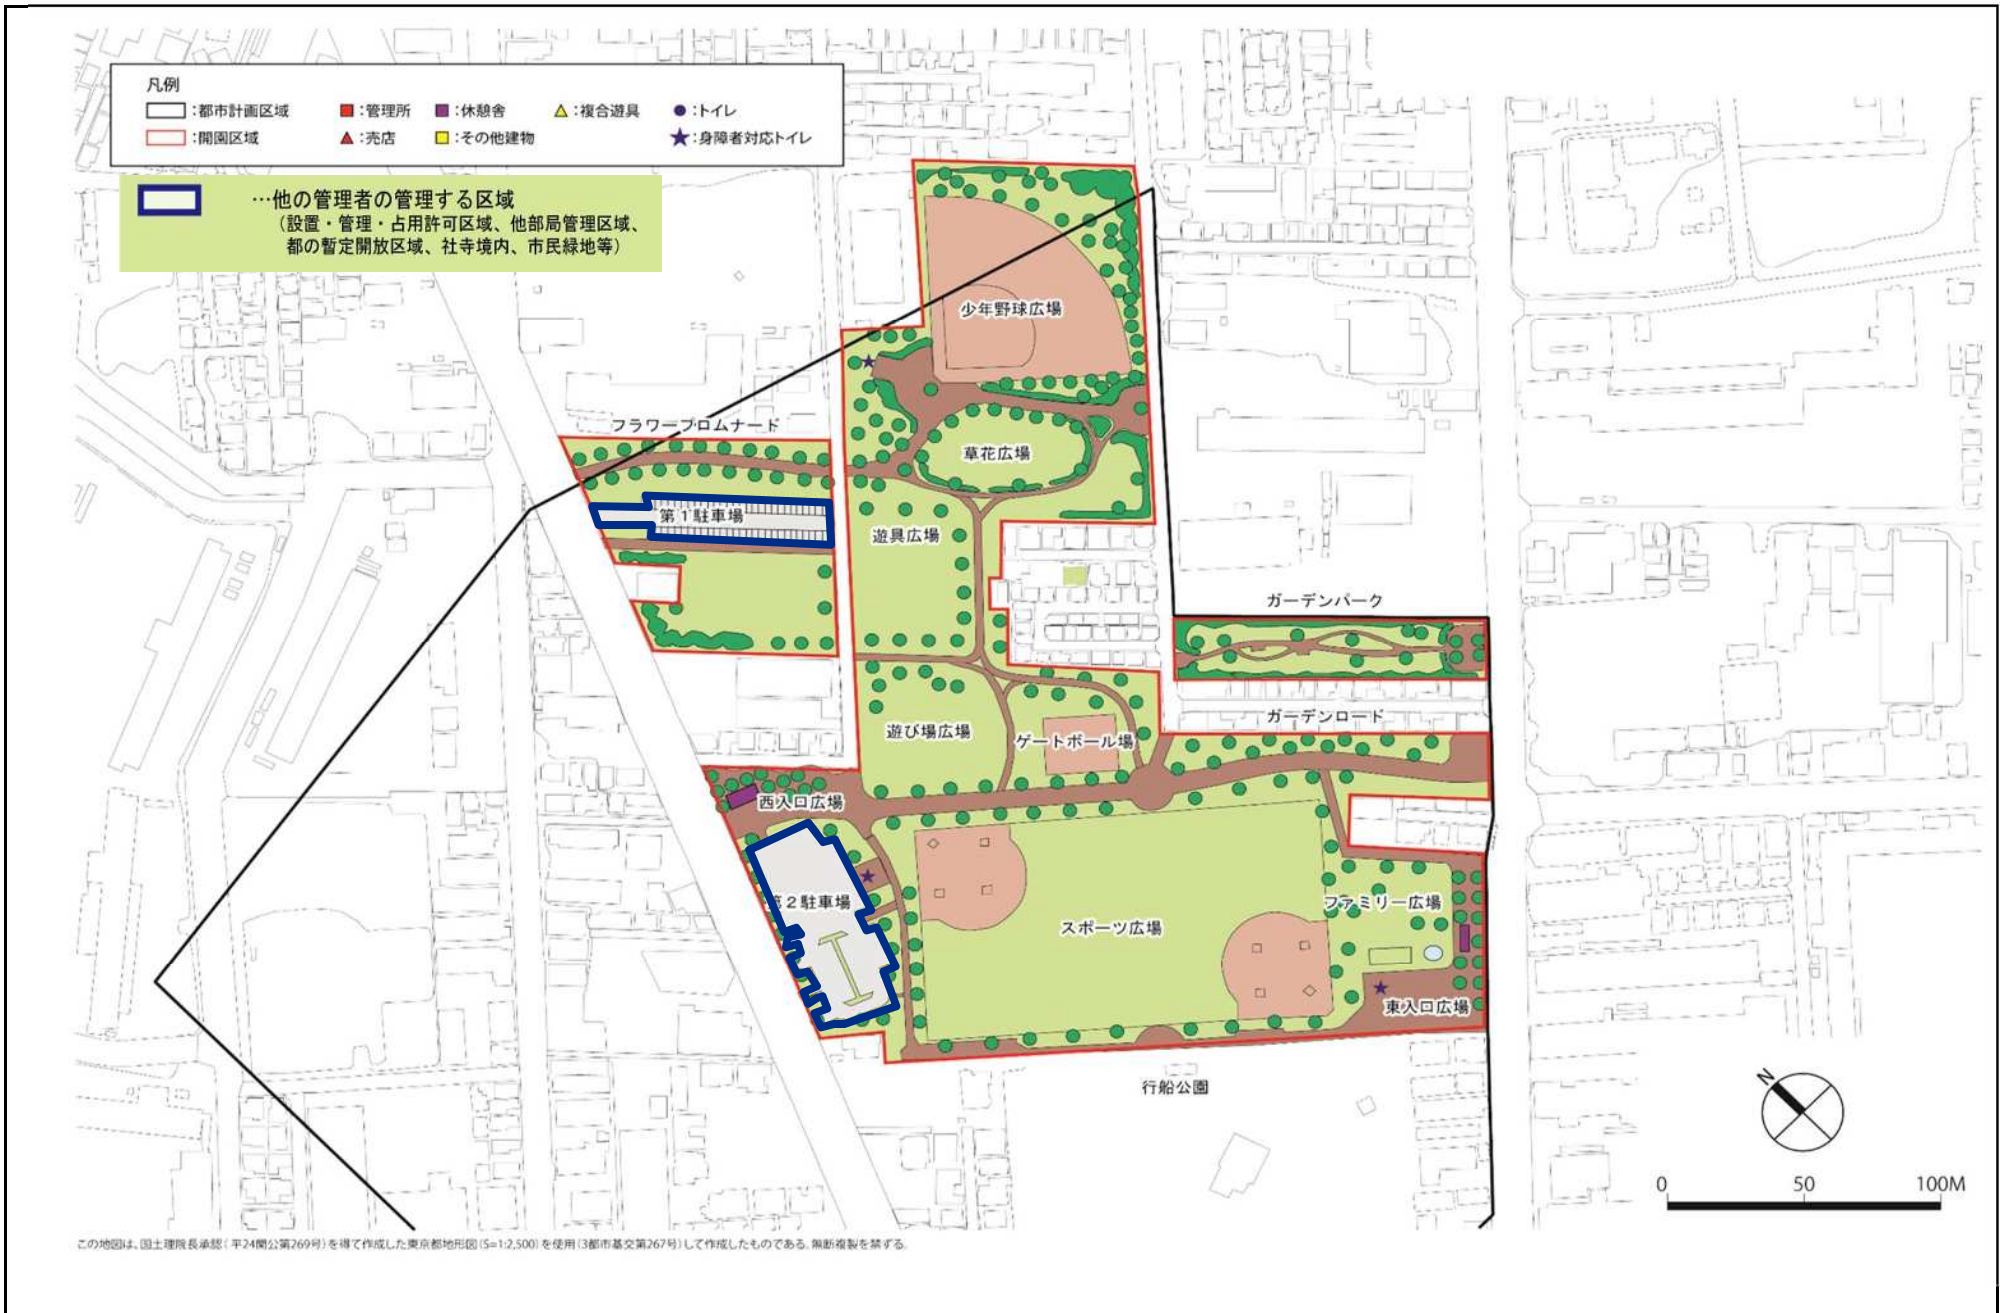 凡例
:都市計画区域 :管理所 :休憩舎 :複合遊具 :トイレ
:開園区域 :売店 :その他建物 :身障者対応トイレ
…他の管理者の管理する区域
(設置・管理・占用許可区域、他部局管理区域、
都の暫定開放区域、社寺境内、市民緑地等)
少年野球広場
フラワープロムナード
草花広場
第1駐車場
遊具広場
ガーデンパーク
ガーデンロード
遊び場広場
ゲートボール場
西入口広場
第2駐車場
ファミリー広場
スポーツ広場
東入口広場
行船公園
N
0 50 100M
この地図は、国土地理院長承認(平24関公第269号)を得て作成した東京都地形図(S=1:2,500)を使用(3都市基交第267号)して作成したものである。無断複製を禁ずる。